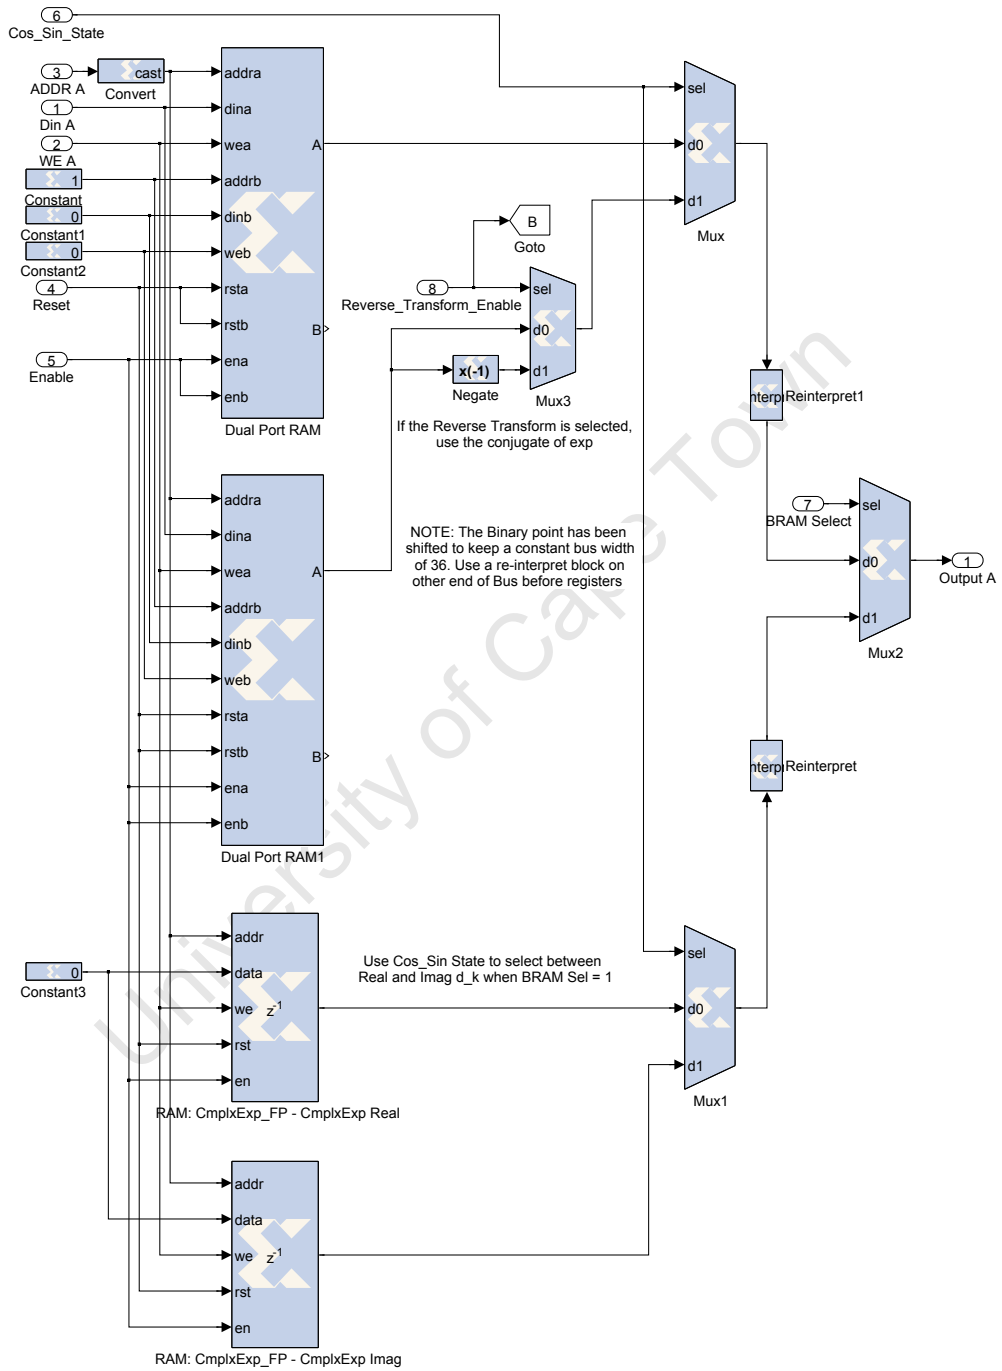 6
Cos_Sin_State
3
ADDR A
cast
Convert
1
Din A
2
WE A
1
Constant
0
Constant1
0
Constant2
4
Reset
5
Enable
addra
dina
wea
addrb
dinb
web
rsta
rstb
ena
enb
A
B
Dual Port RAM
sel
d0
d1
Mux
B
Goto
8
Reverse_Transform_Enable
sel
d0
d1
Mux3
x(-1)
Negate
If the Reverse Transform is selected,
use the conjugate of exp
nterpr
Reinterpret1
addra
dina
wea
addrb
dinb
web
rsta
rstb
ena
enb
A
B
Dual Port RAM1
NOTE: The Binary point has been
shifted to keep a constant bus width
of 36. Use a re-interpret block on
other end of Bus before registers
7
BRAM Select
sel
d0
d1
Mux2
1
Output A
nterpr
Reinterpret
0
Constant3
addr
data
we
rst
en
z-1
RAM: CmplxExp_FP - CmplxExp Real
Use Cos_Sin State to select between
Real and Imag d_k when BRAM Sel = 1
sel
d0
d1
Mux1
addr
data
we
rst
en
z-1
RAM: CmplxExp_FP - CmplxExp Imag
University of Cape Town